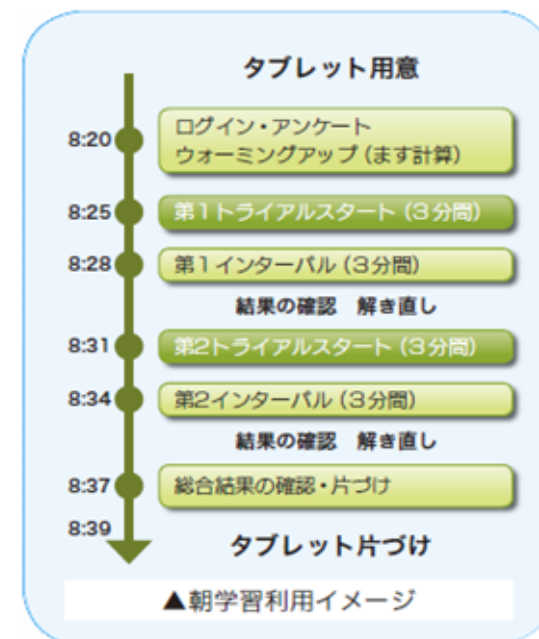 タブレット用意
8:20
ログイン・アンケート
ウォーミングアップ（ます計算）
8:25
第1トライアルスタート（3分間）
8:28
第1インターバル（3分間）
結果の確認　解き直し
8:31
第2トライアルスタート（3分間）
8:34
第2インターバル（3分間）
結果の確認　解き直し
8:37
総合結果の確認・片づけ
8:39
タブレット片づけ
▲朝学習利用イメージ